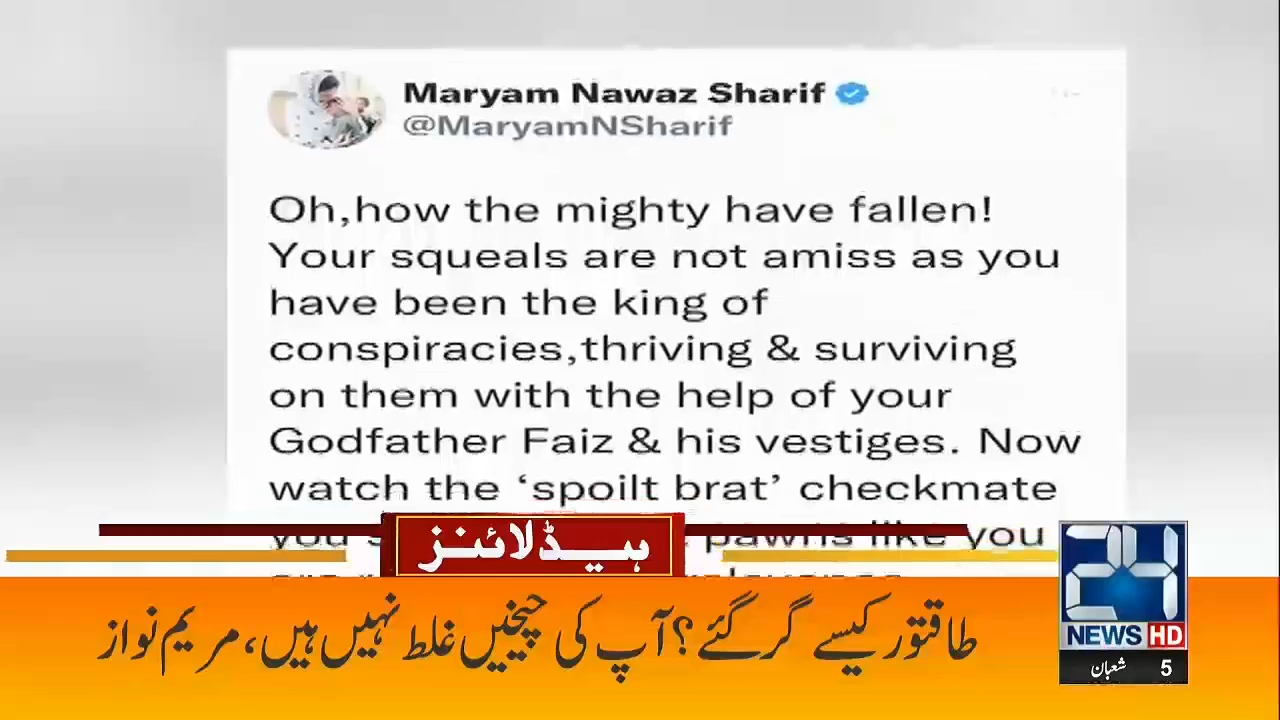 Maryam Nawaz Sharif
@MaryamNSharif
Oh,how the mighty have fallen!
Your squeals are not amiss as you
have been the king of
conspiracies,thriving & surviving
on them with the help of your
Godfather Faiz & his vestiges. Now
watch the ‘spoilt brat’ checkmate
you pawns like you
ہیڈلائنز
طاقتور کیسے گر گئے؟ آپ کی چیخیں غلط نہیں ہیں، مریم نواز
24
NEWS HD
5 شعبان